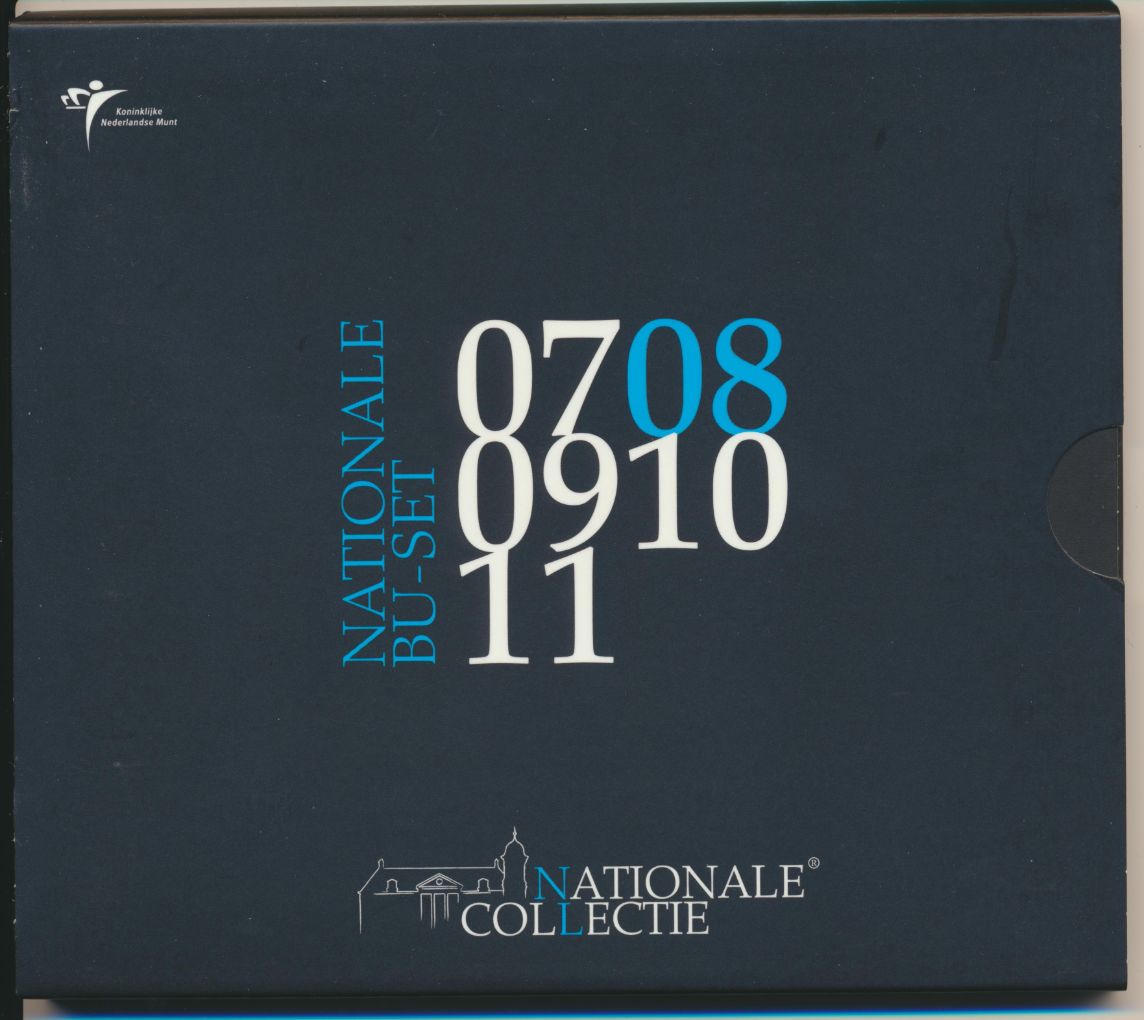 Koninklijke
Nederlandse Munt
NATIONALE
BU-SET
0708
0910
11
NATIONALE®
COLLECTIE